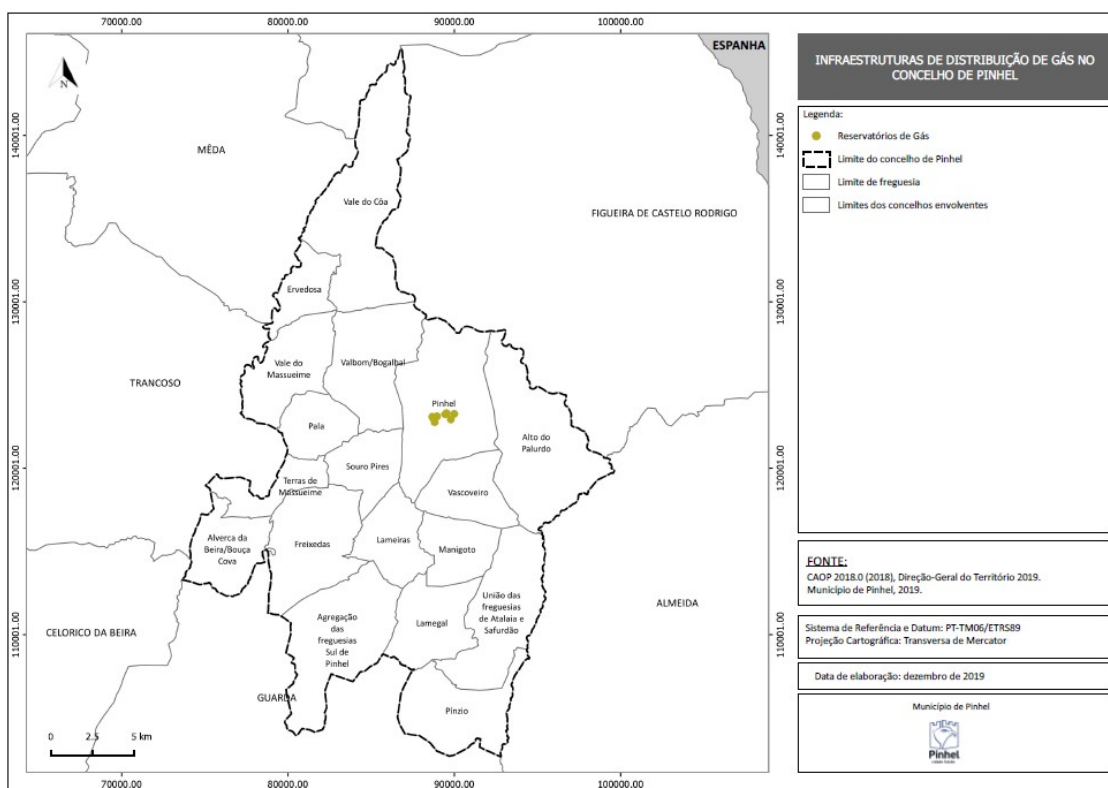 70000.00 80000.00 90000.00 100000.00
ESPANHA
N
140001.00 140001.00
MÊDA
Vale do Côa
FIGUEIRA DE CASTELO RODRIGO
130001.00 130001.00
Ervedosa
Vale do
Massueime
Valbom/Bogalhal
TRANCOSO
Pinhel
Pala
Alto do
Palurdo
Souro Pires
120001.00 120001.00
Terras de
Massueime
Vascoveiro
Alverca da
Beira/Bouça
Cova
Freixedas
Lameiras
Manigoto
União das
freguesias
de Atalaia e
Safurdão
ALMEIDA
CELORICO DA BEIRA
110001.00 110001.00
Agregação
das
freguesias
Sul de
Pinhel
Lamegal
GUARDA
Pínzio
0 2.5 5 km
70000.00 80000.00 90000.00 100000.00
INFRAESTRUTURAS DE DISTRIBUIÇÃO DE GÁS NO
CONCELHO DE PINHEL
Legenda:
Reservatórios de Gás
Limite do concelho de Pinhel
Limite de freguesia
Limites dos concelhos envolventes
FONTE:
CAOP 2018.0 (2018), Direção-Geral do Território 2019.
Município de Pinhel, 2019.
Sistema de Referência e Datum: PT-TM06/ETRS89
Projeção Cartográfica: Transversa de Mercator
Data de elaboração: dezembro de 2019
Município de Pinhel
Pinhel